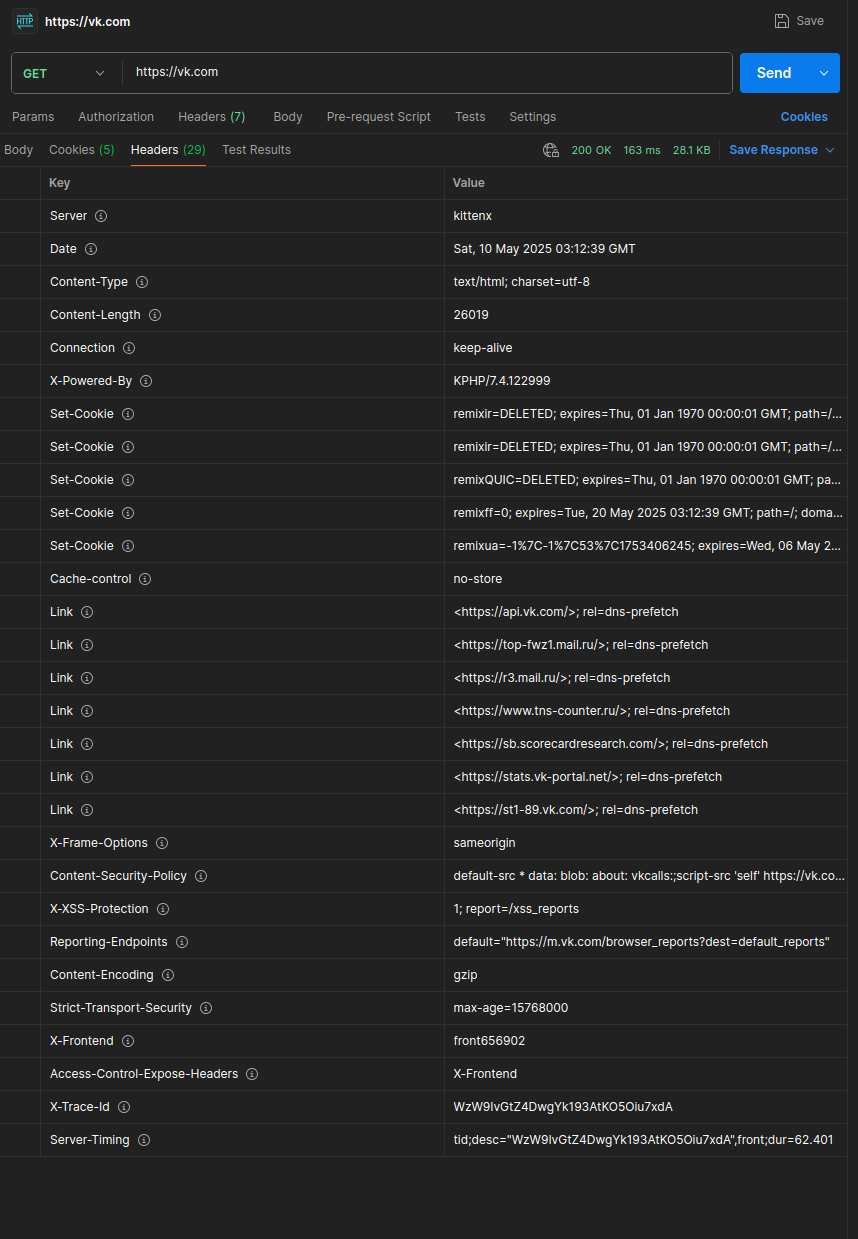 HTTP https://vk.com Save
GET https://vk.com Send
Params Authorization Headers (7) Body Pre-request Script Tests Settings Cookies
Body Cookies (5) Headers (29) Test Results 200 OK 163 ms 28.1 KB Save Response
Key Value
Server kittenx
Date Sat, 10 May 2025 03:12:39 GMT
Content-Type text/html; charset=utf-8
Content-Length 26019
Connection keep-alive
X-Powered-By KPHP/7.4.122999
Set-Cookie remixir=DELETED; expires=Thu, 01 Jan 1970 00:00:01 GMT; path=/...
Set-Cookie remixir=DELETED; expires=Thu, 01 Jan 1970 00:00:01 GMT; path=/...
Set-Cookie remixQUIC=DELETED; expires=Thu, 01 Jan 1970 00:00:01 GMT; pa...
Set-Cookie remixff=0; expires=Tue, 20 May 2025 03:12:39 GMT; path=/; doma...
Set-Cookie remixua=-1%7C-1%7C53%7C1753406245; expires=Wed, 06 May 2...
Cache-control no-store
Link <https://api.vk.com/>; rel=dns-prefetch
Link <https://top-fwz1.mail.ru/>; rel=dns-prefetch
Link <https://r3.mail.ru/>; rel=dns-prefetch
Link <https://www.tns-counter.ru/>; rel=dns-prefetch
Link <https://sb.scorecardresearch.com/>; rel=dns-prefetch
Link <https://stats.vk-portal.net/>; rel=dns-prefetch
Link <https://st1-89.vk.com/>; rel=dns-prefetch
X-Frame-Options sameorigin
Content-Security-Policy default-src * data: blob: about: vkcalls:;script-src 'self' https://vk.co...
X-XSS-Protection 1; report=/xss_reports
Reporting-Endpoints default="https://m.vk.com/browser_reports?dest=default_reports"
Content-Encoding gzip
Strict-Transport-Security max-age=15768000
X-Frontend front656902
Access-Control-Expose-Headers X-Frontend
X-Trace-Id WzW9IvGtZ4DwgYk193AtKO5Oiu7xdA
Server-Timing tid;desc="WzW9IvGtZ4DwgYk193AtKO5Oiu7xdA",front;dur=62.401